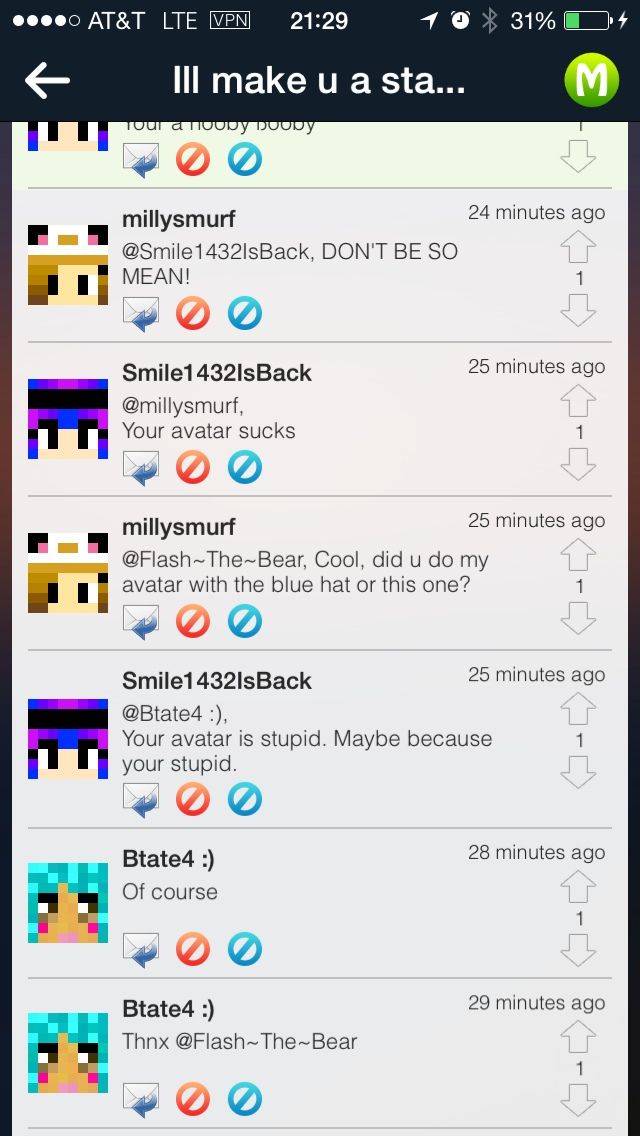 AT&T LTE VPN 21:29 31%
Ill make u a sta...
M
Your a nooby booby
1
millysmurf
24 minutes ago
@Smile1432IsBack, DON'T BE SO
MEAN!
1
Smile1432IsBack
25 minutes ago
@millysmurf,
Your avatar sucks
1
millysmurf
25 minutes ago
@Flash~The~Bear, Cool, did u do my
avatar with the blue hat or this one?
1
Smile1432IsBack
25 minutes ago
@Btate4 :),
Your avatar is stupid. Maybe because
your stupid.
1
Btate4 :)
28 minutes ago
Of course
1
Btate4 :)
29 minutes ago
Thnx @Flash~The~Bear
1